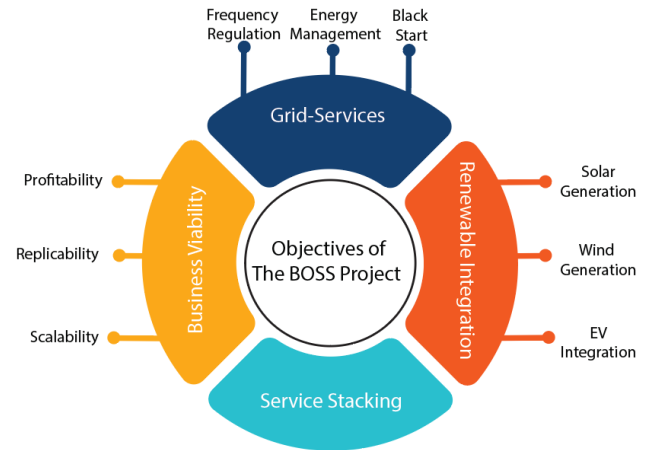 Frequency
Regulation
Energy
Management
Black
Start
Grid-Services
Profitability
Replicability
Scalability
Business Viability
Objectives of
The BOSS Project
Renewable Integration
Solar
Generation
Wind
Generation
EV
Integration
Service Stacking